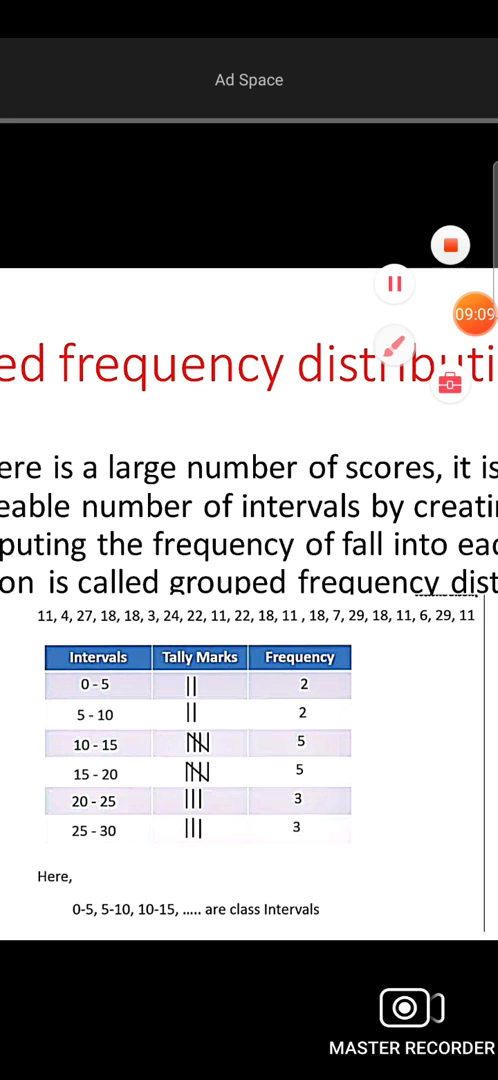 Ad Space
09:09
ed frequency distributi
ere is a large number of scores, it is
eable number of intervals by creati
puting the frequency of fall into ea
on is called grouped frequency dist
11, 4, 27, 18, 18, 3, 24, 22, 11, 22, 18, 11 , 18, 7, 29, 18, 11, 6, 29, 11
Intervals Tally Marks Frequency
0 - 5 || 2
5 - 10 || 2
10 - 15 5
15 - 20 5
20 - 25 ||| 3
25 - 30 ||| 3
Here,
0-5, 5-10, 10-15, ..... are class Intervals
MASTER RECORDER